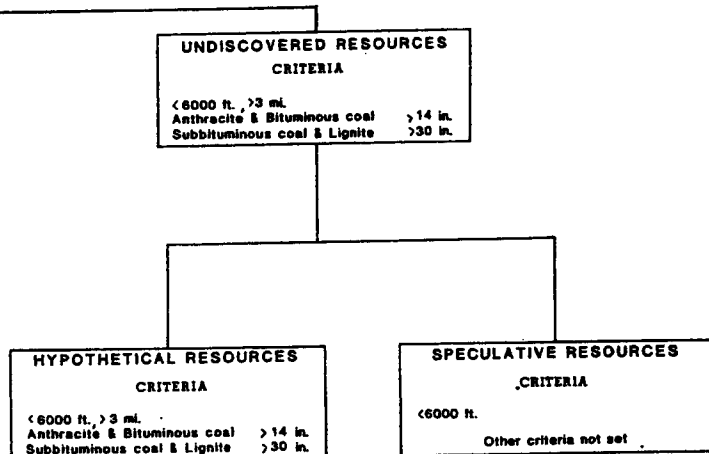 UNDISCOVERED RESOURCES
CRITERIA
<6000 ft., >3 mi.
Anthracite & Bituminous coal >14 in.
Subbituminous coal & Lignite >30 in.
HYPOTHETICAL RESOURCES
CRITERIA
<6000 ft., >3 mi.
Anthracite & Bituminous coal >14 in.
Subbituminous coal & Lignite >30 in.
SPECULATIVE RESOURCES
CRITERIA
<6000 ft.
Other criteria not set